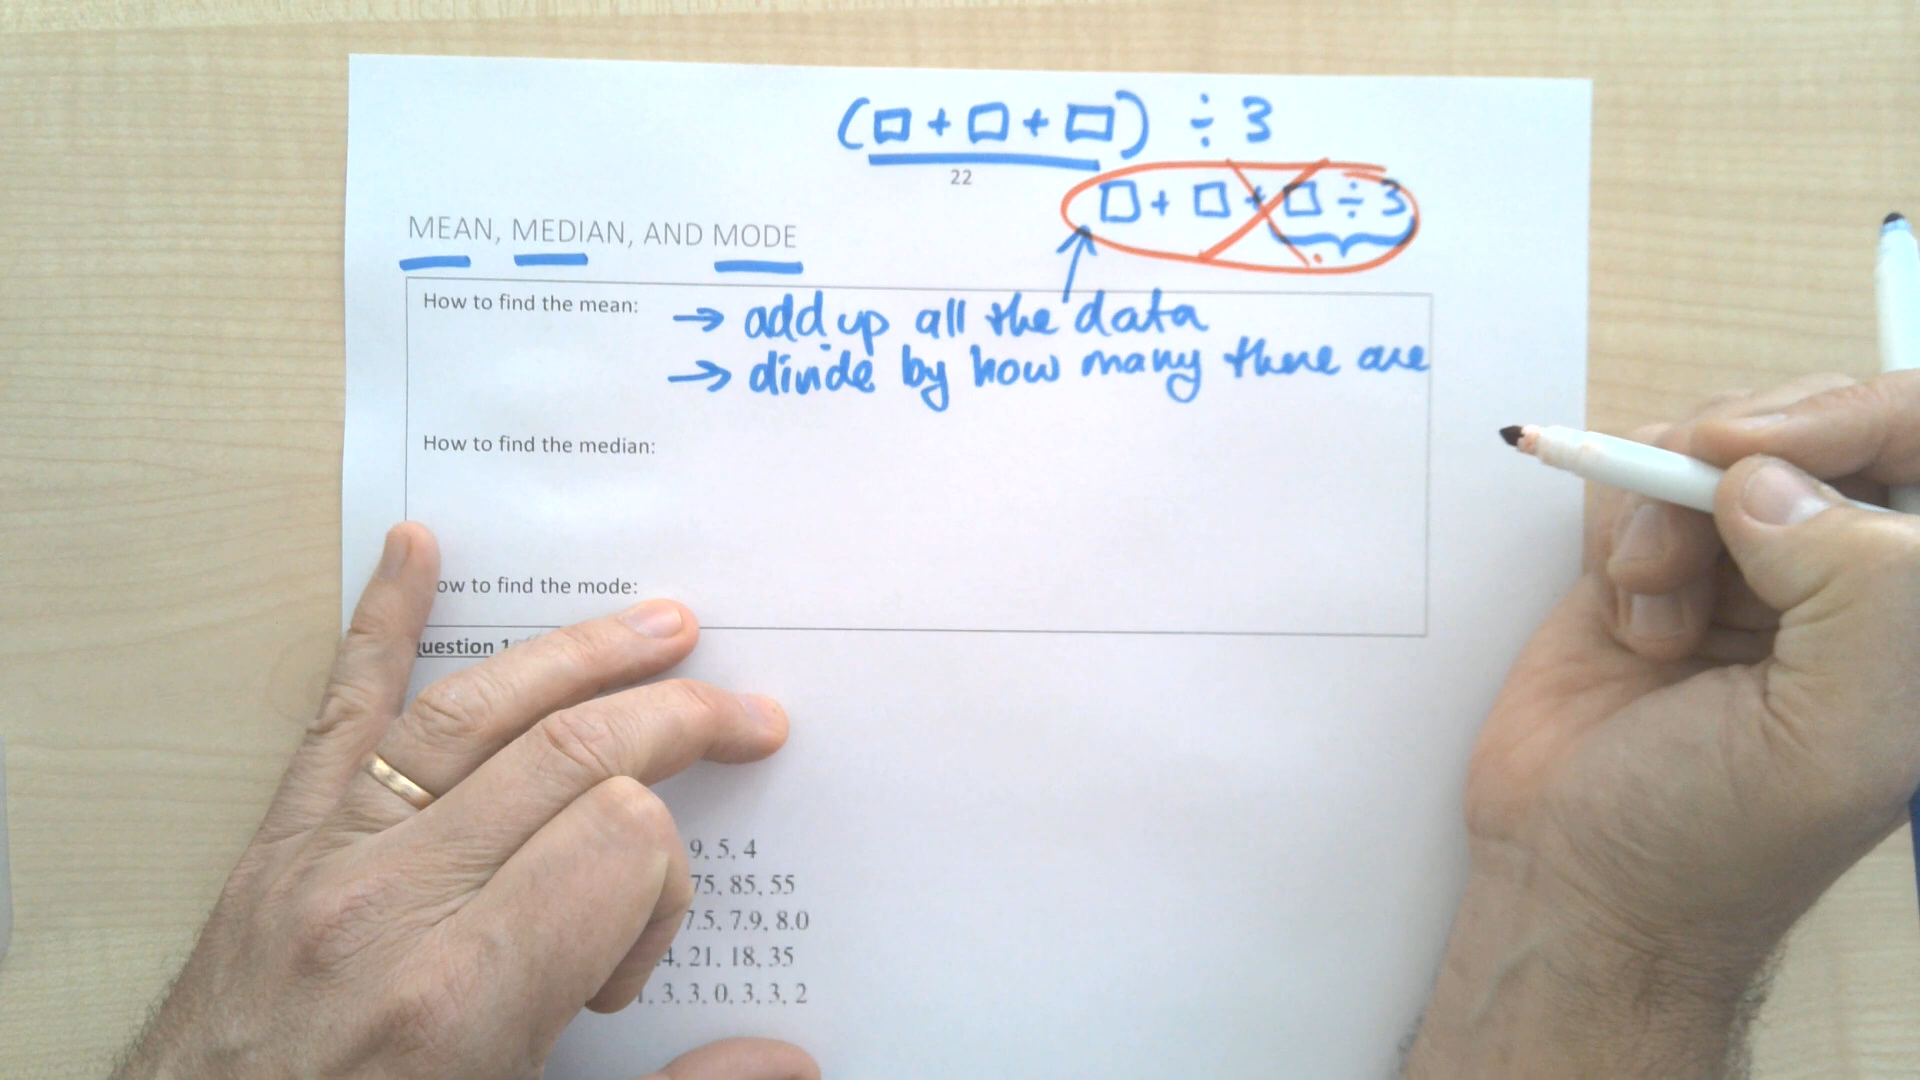 (□ + □ + □) ÷ 3
22
□ + □ + □ ÷ 3
MEAN, MEDIAN, AND MODE
How to find the mean: → add up all the data
→ divide by how many there are
How to find the median:
ow to find the mode:
uestion 1
9, 5, 4
75, 85, 55
7.5, 7.9, 8.0
4, 21, 18, 35
1, 3, 3, 0, 3, 3, 2